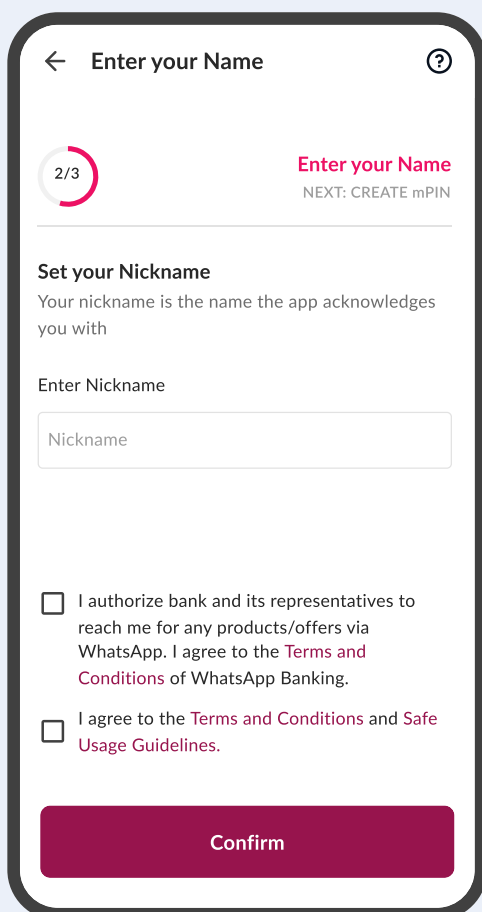 Enter your Name
2/3
Enter your Name
NEXT: CREATE mPIN
Set your Nickname
Your nickname is the name the app acknowledges
you with
Enter Nickname
Nickname
I authorize bank and its representatives to
reach me for any products/offers via
WhatsApp. I agree to the Terms and
Conditions of WhatsApp Banking.
I agree to the Terms and Conditions and Safe
Usage Guidelines.
Confirm